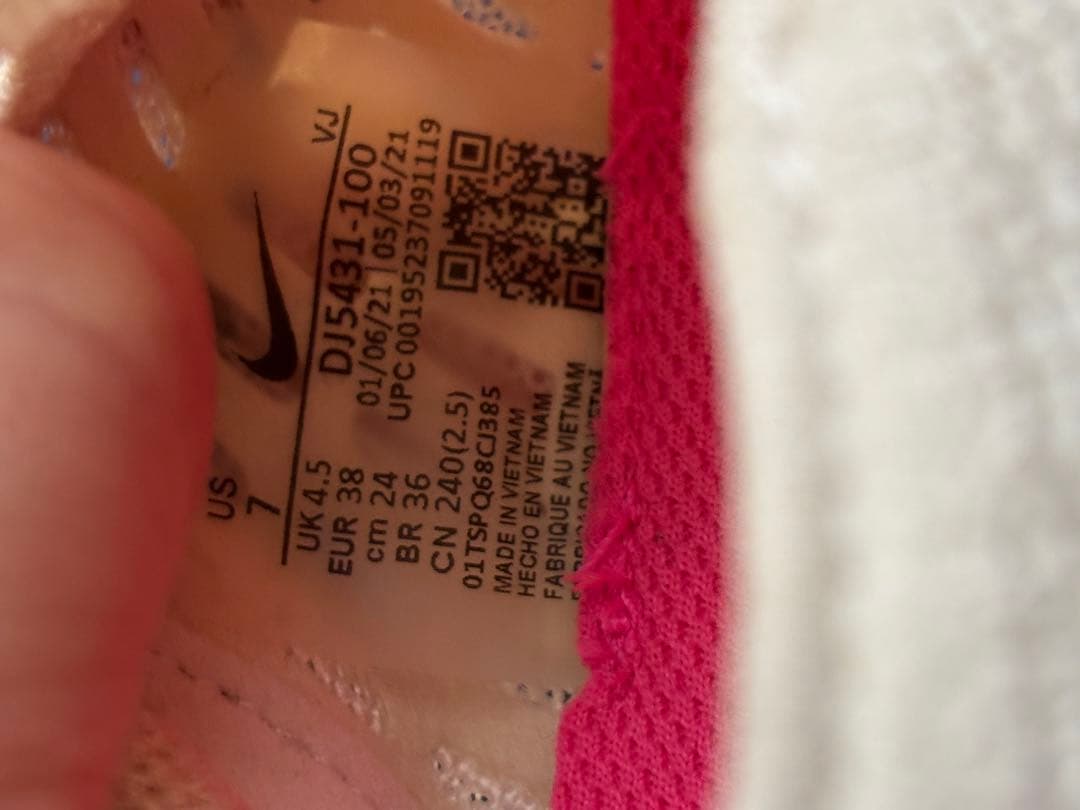 US
7
VJ
UK 4.5
EUR 38
cm 24
BR 36
CN 240(2.5)
DJ5431-100
01/06/21 | 05/03/21
UPC 00195237091119
01TSPQ68CJ385
MADE IN VIETNAM
HECHO EN VIETNAM
FABRIQUE AU VIETNAM